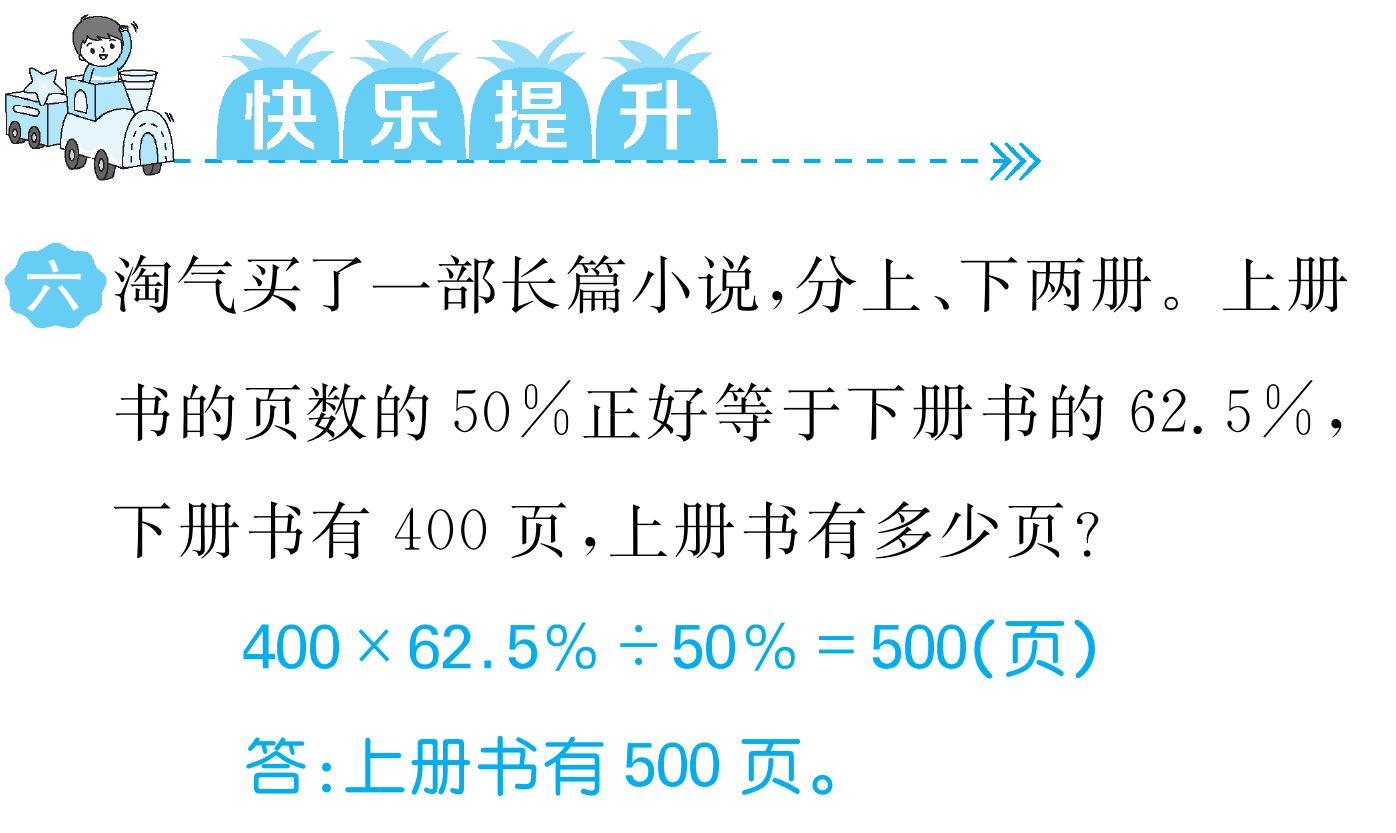 快乐提升
六 淘气买了一部长篇小说,分上、下两册。上册
书的页数的 50%正好等于下册书的 62.5%,
下册书有 400 页,上册书有多少页?
400×62.5%÷50%=500(页)
答:上册书有 500 页。